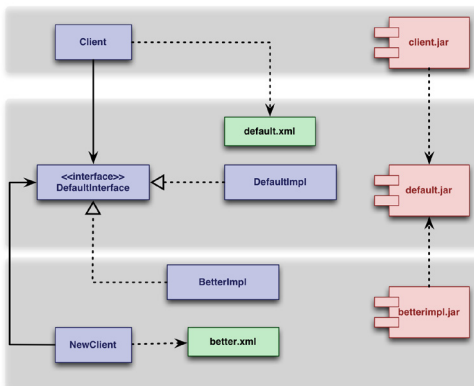 Client
client.jar
default.xml
<<interface>>
DefaultInterface
DefaultImpl
default.jar
BetterImpl
betterimpl.jar
NewClient
better.xml